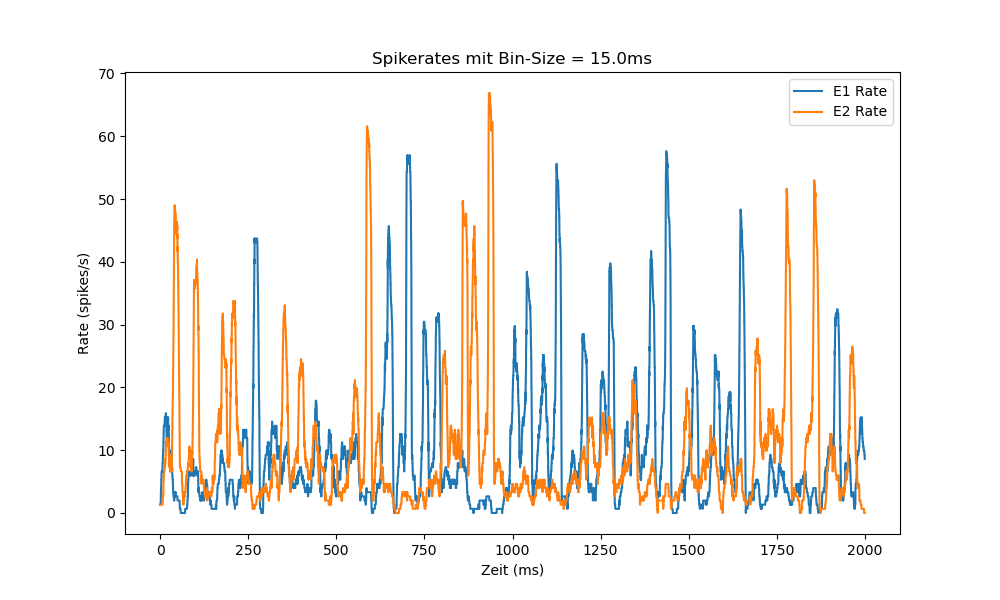 Spikerates mit Bin-Size = 15.0ms
E1 Rate
E2 Rate
Rate (spikes/s)
70
60
50
40
30
20
10
0
0 250 500 750 1000 1250 1500 1750 2000
Zeit (ms)